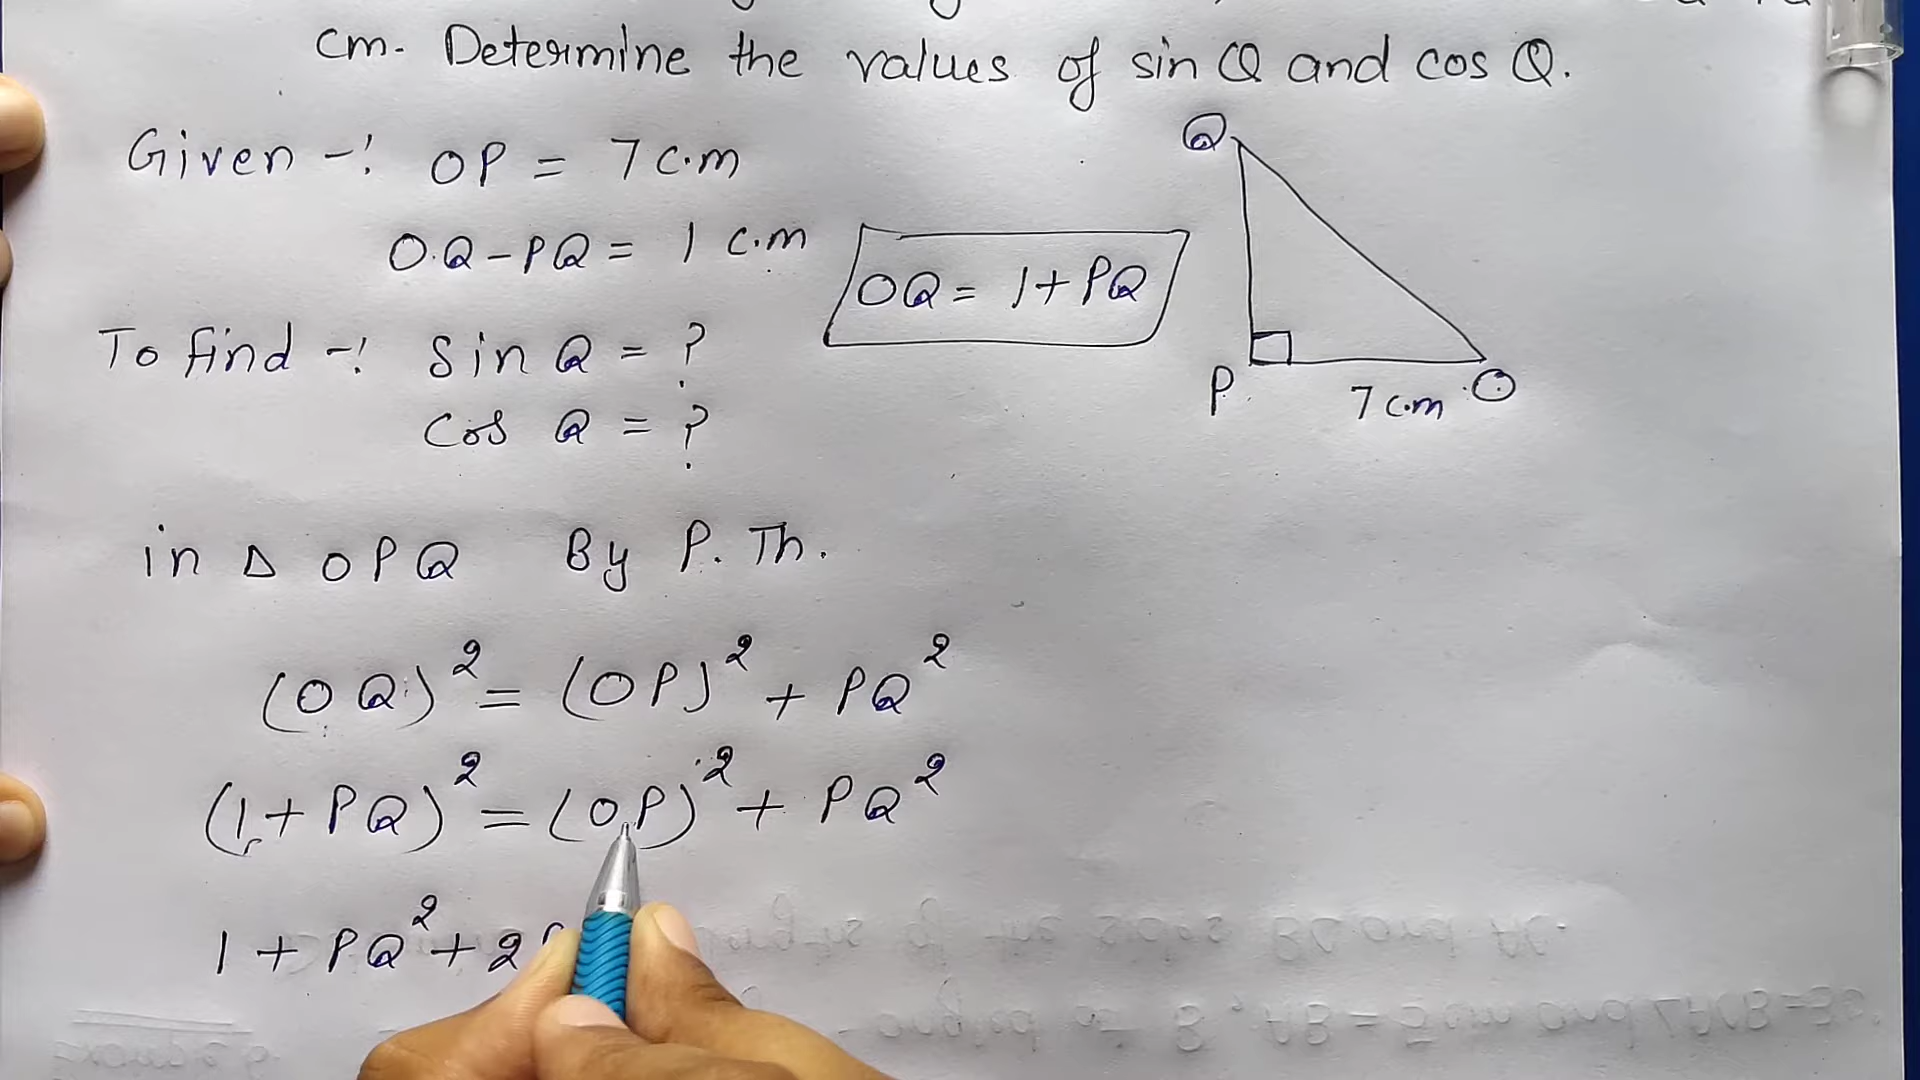 cm. Determine the values of sin Q and cos Q.
Given -: OP = 7 c.m
OQ - PQ = 1 c.m
OQ = 1 + PQ
To find -: Sin Q = ?
Cos Q = ?
Q
P
7 c.m
O
in Δ OPQ By P. Th.
(OQ)² = (OP)² + PQ²
(1 + PQ)² = (OP)² + PQ²
1 + PQ² + 2